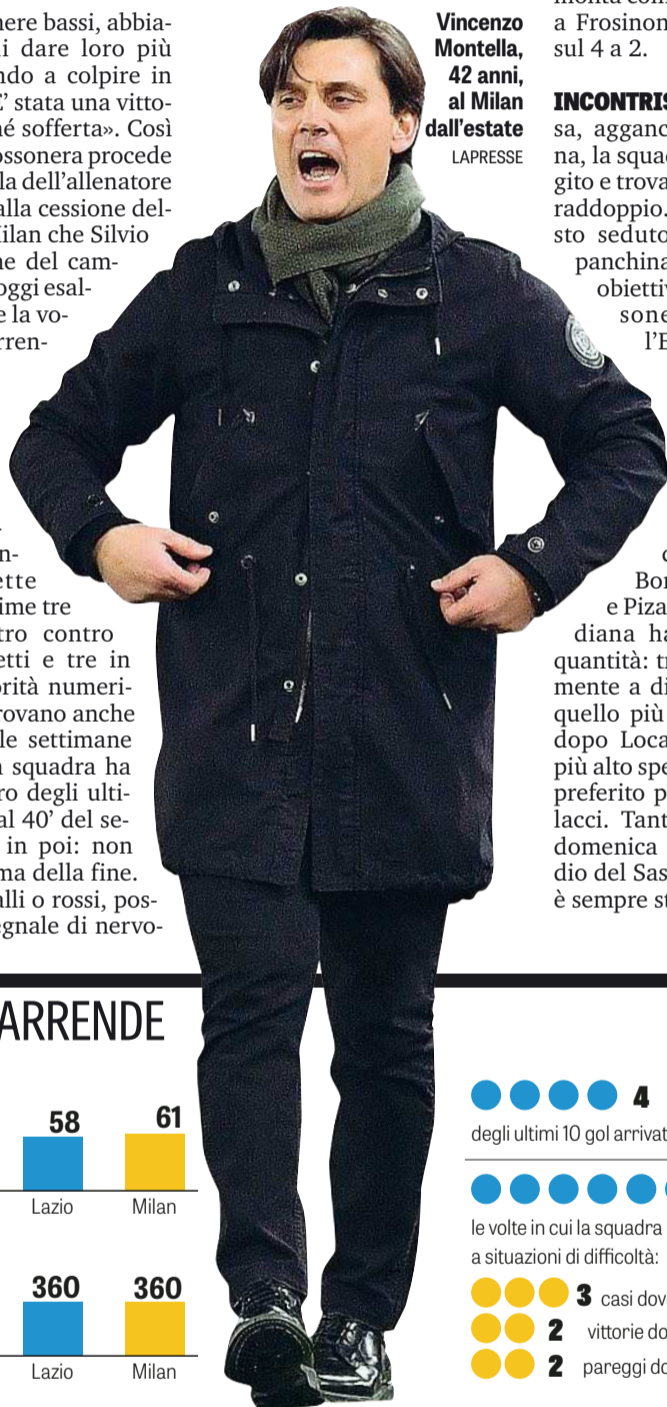 nere bassi, abbia-
i dare loro più
ndo a colpire in
E’ stata una vitto-
né sofferta». Così
ossonera procede
la dell’allenatore
alla cessione del-
Milan che Silvio
ne del cam-
oggi esal-
e la vo-
rren-
n-
ette
ime tre
tro contro
etti e tre in
orità numeri-
rovano anche
le settimane
a squadra ha
ro degli ulti-
al 40’ del se-
in poi: non
ma della fine.
alli o rossi, pos-
egnale di nervo-
Vincenzo
Montella,
42 anni,
al Milan
dall’estate
LAPRESSE
a Frosinon
sul 4 a 2.
INCONTRIS
sa, agganc
na, la squad
gito e trova
raddoppio.
sto seduto
panchina
obiettiv
sone
l’E
Bor
e Piza
diana ha
quantità: tr
mente a di
quello più
dopo Loca
più alto spe
preferito p
lacci. Tant
domenica
dio del Sas
è sempre st
ARRENDE
58
61
Lazio
Milan
360
360
Lazio
Milan
4
degli ultimi 10 gol arrivat
le volte in cui la squadra
a situazioni di difficoltà:
3 casi dov
2 vittorie do
2 pareggi do